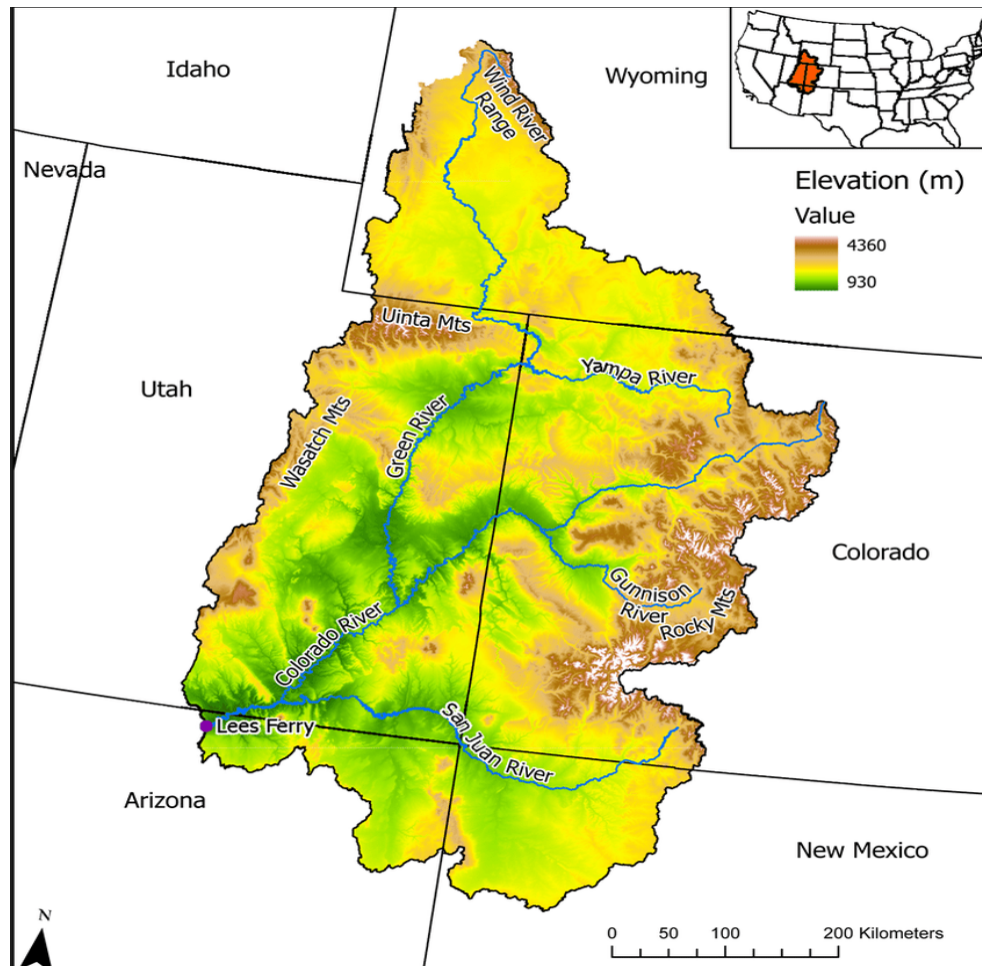 Idaho
Wyoming
Nevada
Wind River
Range
Elevation (m)
Value
4360
930
Uinta Mts
Utah
Yampa River
Wasatch Mts
Green River
Colorado
Gunnison
River
Rocky Mts
Colorado River
San Juan River
Lees Ferry
Arizona
New Mexico
N
0 50 100 200 Kilometers